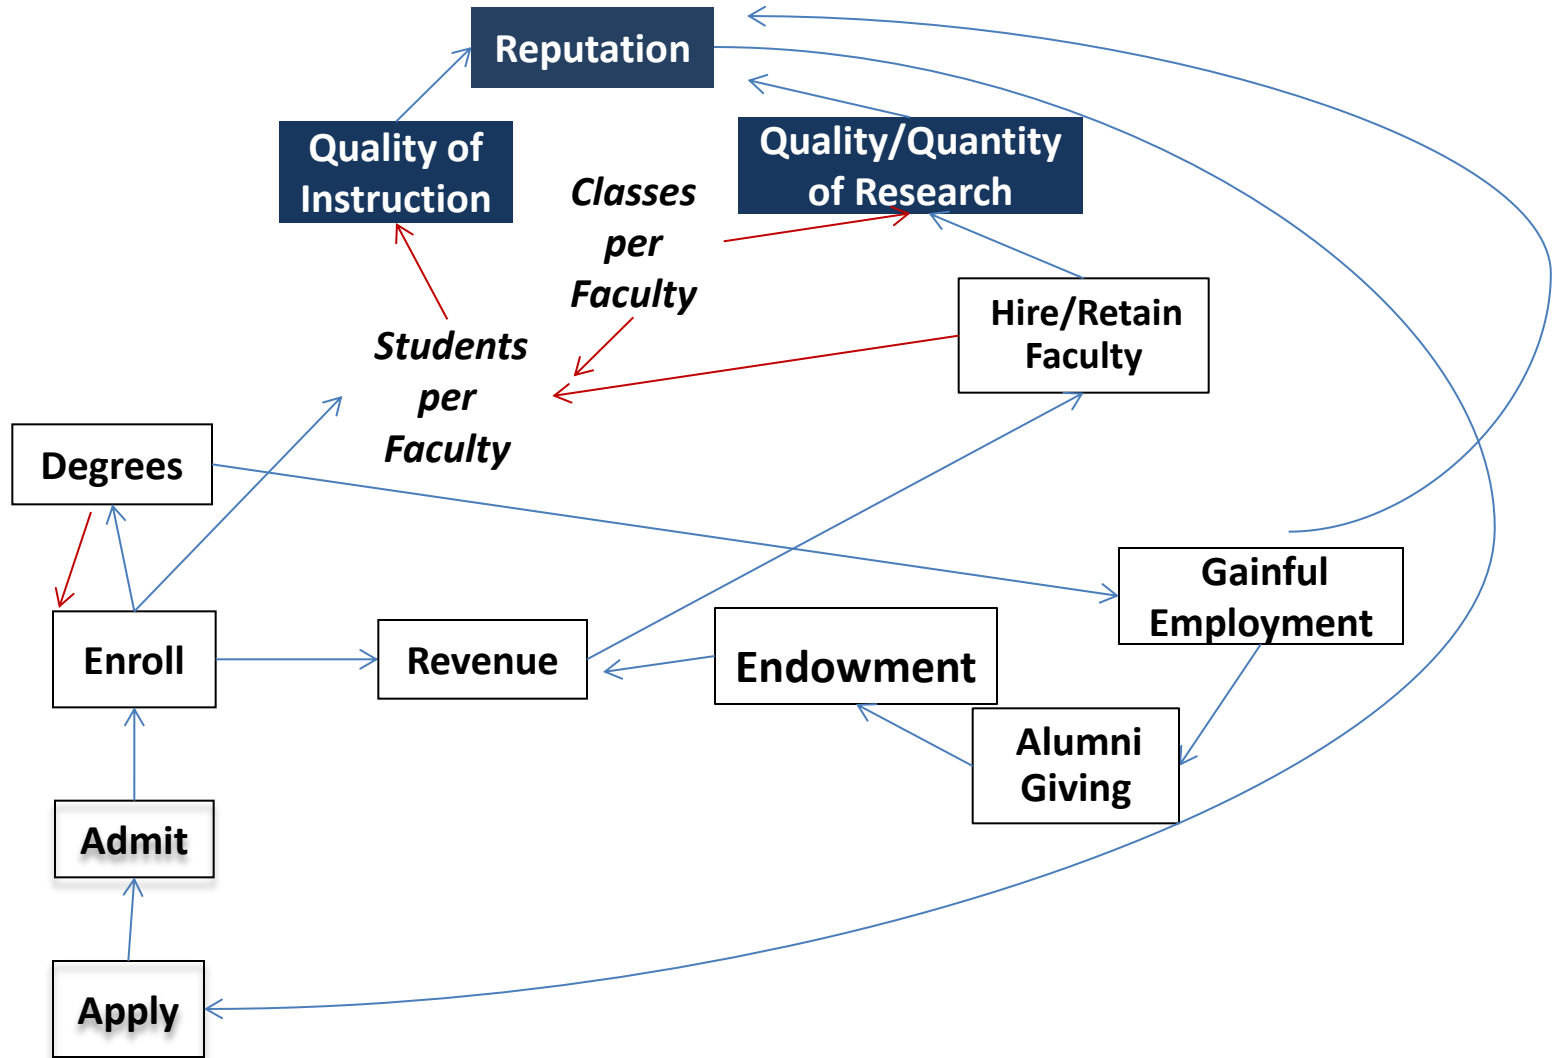 Reputation
Quality of
Instruction
Quality/Quantity
of Research
Classes
per
Faculty
Hire/Retain
Faculty
Students
per
Faculty
Degrees
Gainful
Employment
Enroll
Revenue
Endowment
Alumni
Giving
Admit
Apply